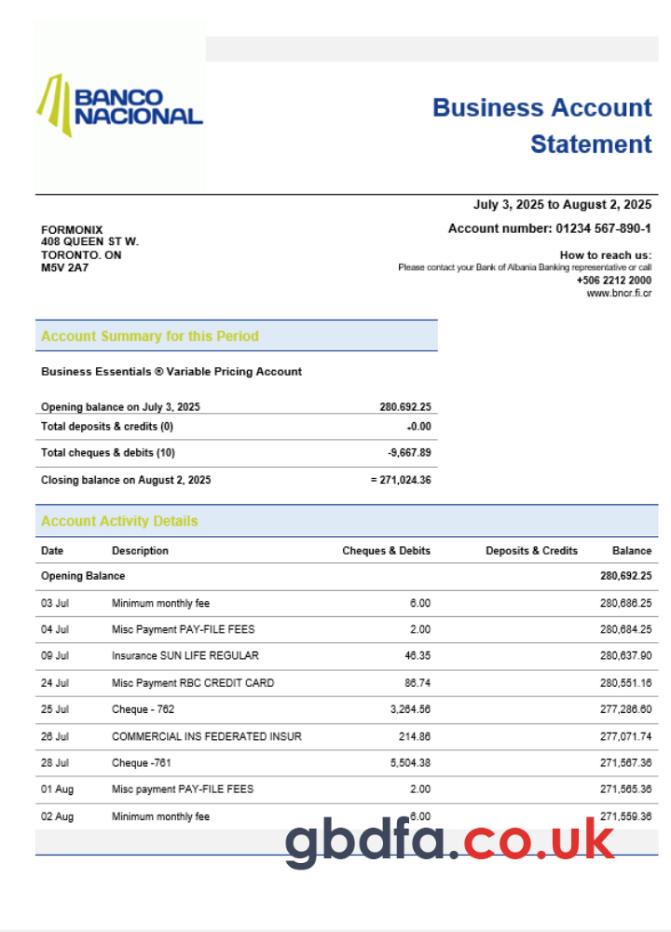 BANCO
NACIONAL
Business Account
Statement
July 3, 2025 to August 2, 2025
FORMONIX
408 QUEEN ST W.
TORONTO. ON
M5V 2A7
Account number: 01234 567-890-1
How to reach us:
Please contact your Bank of Albania Banking representative or call
+506 2212 2000
www.bncr.fi.cr
Account Summary for this Period
Business Essentials ® Variable Pricing Account
Opening balance on July 3, 2025 280.692.25
Total deposits & credits (0) -0.00
Total cheques & debits (10) -9,667.89
Closing balance on August 2, 2025 = 271,024.36
Account Activity Details
Date Description Cheques & Debits Deposits & Credits Balance
Opening Balance 280,692.25
03 Jul Minimum monthly fee 6.00 280,686.25
04 Jul Misc Payment PAY-FILE FEES 2.00 280,684.25
09 Jul Insurance SUN LIFE REGULAR 46.35 280,637.90
24 Jul Misc Payment RBC CREDIT CARD 86.74 280,551.16
25 Jul Cheque - 762 3,264.56 277,286.60
26 Jul COMMERCIAL INS FEDERATED INSUR 214.86 277,071.74
28 Jul Cheque -761 5,504.38 271,567.36
01 Aug Misc payment PAY-FILE FEES 2.00 271,565.36
02 Aug Minimum monthly fee 6.00 271,559.36
gbdfa.co.uk